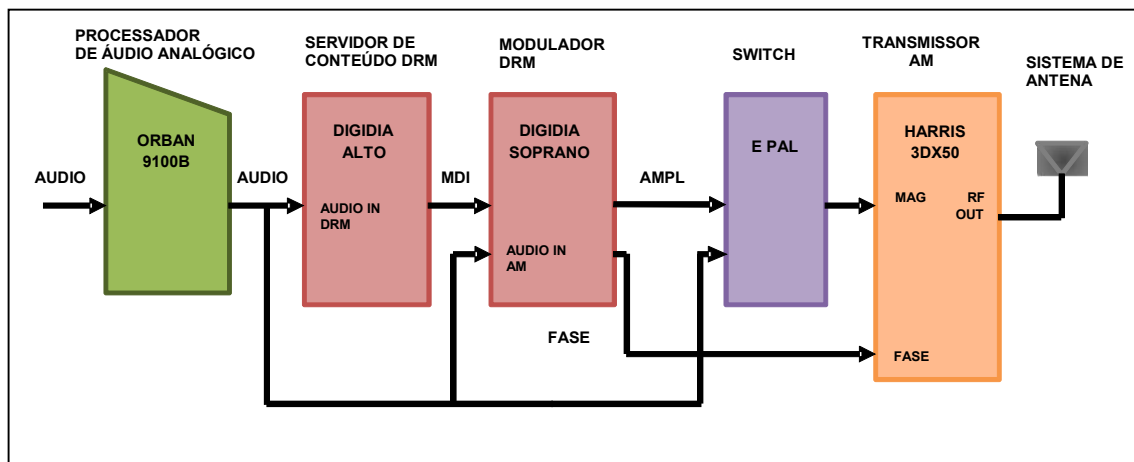 PROCESSADOR
DE ÁUDIO ANALÓGICO
SERVIDOR DE
CONTEÚDO DRM
MODULADOR
DRM
SWITCH
TRANSMISSOR
AM
SISTEMA DE
ANTENA
ORBAN
9100B
DIGIDIA
ALTO
DIGIDIA
SOPRANO
E PAL
HARRIS
3DX50
AUDIO
AUDIO
MDI
AMPL
AUDIO IN
DRM
MAG
RF
OUT
AUDIO IN
AM
FASE
FASE